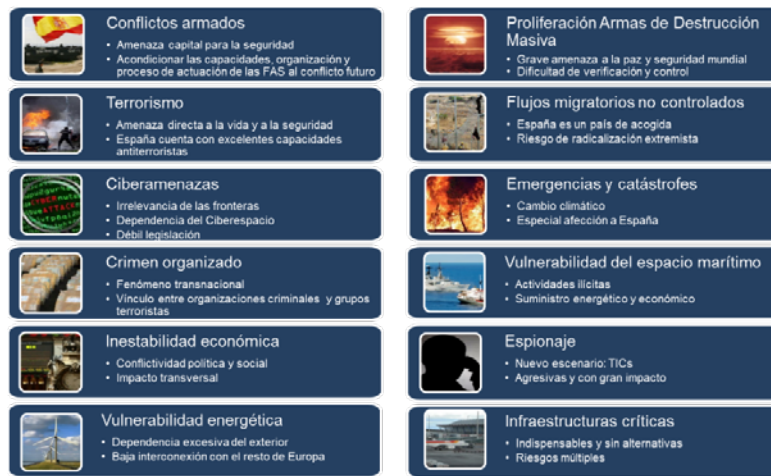 Conflictos armados
• Amenaza capital para la seguridad
• Acondicionar las capacidades, organización y
proceso de actuación de las FAS al conflicto futuro
Terrorismo
• Amenaza directa a la vida y a la seguridad
• España cuenta con excelentes capacidades
antiterroristas
Ciberamenazas
• Irrelevancia de las fronteras
• Dependencia del Ciberespacio
• Débil legislación
Crimen organizado
• Fenómeno transnacional
• Vínculo entre organizaciones criminales y grupos
terroristas
Inestabilidad económica
• Conflictividad política y social
• Impacto transversal
Vulnerabilidad energética
• Dependencia excesiva del exterior
• Baja interconexión con el resto de Europa
Proliferación Armas de Destrucción
Masiva
• Grave amenaza a la paz y seguridad mundial
• Dificultad de verificación y control
Flujos migratorios no controlados
• España es un país de acogida
• Riesgo de radicalización extremista
Emergencias y catástrofes
• Cambio climático
• Especial afección a España
Vulnerabilidad del espacio marítimo
• Actividades ilícitas
• Suministro energético y económico
Espionaje
• Nuevo escenario: TICs
• Agresivas y con gran impacto
Infraestructuras críticas
• Indispensables y sin alternativas
• Riesgos múltiples